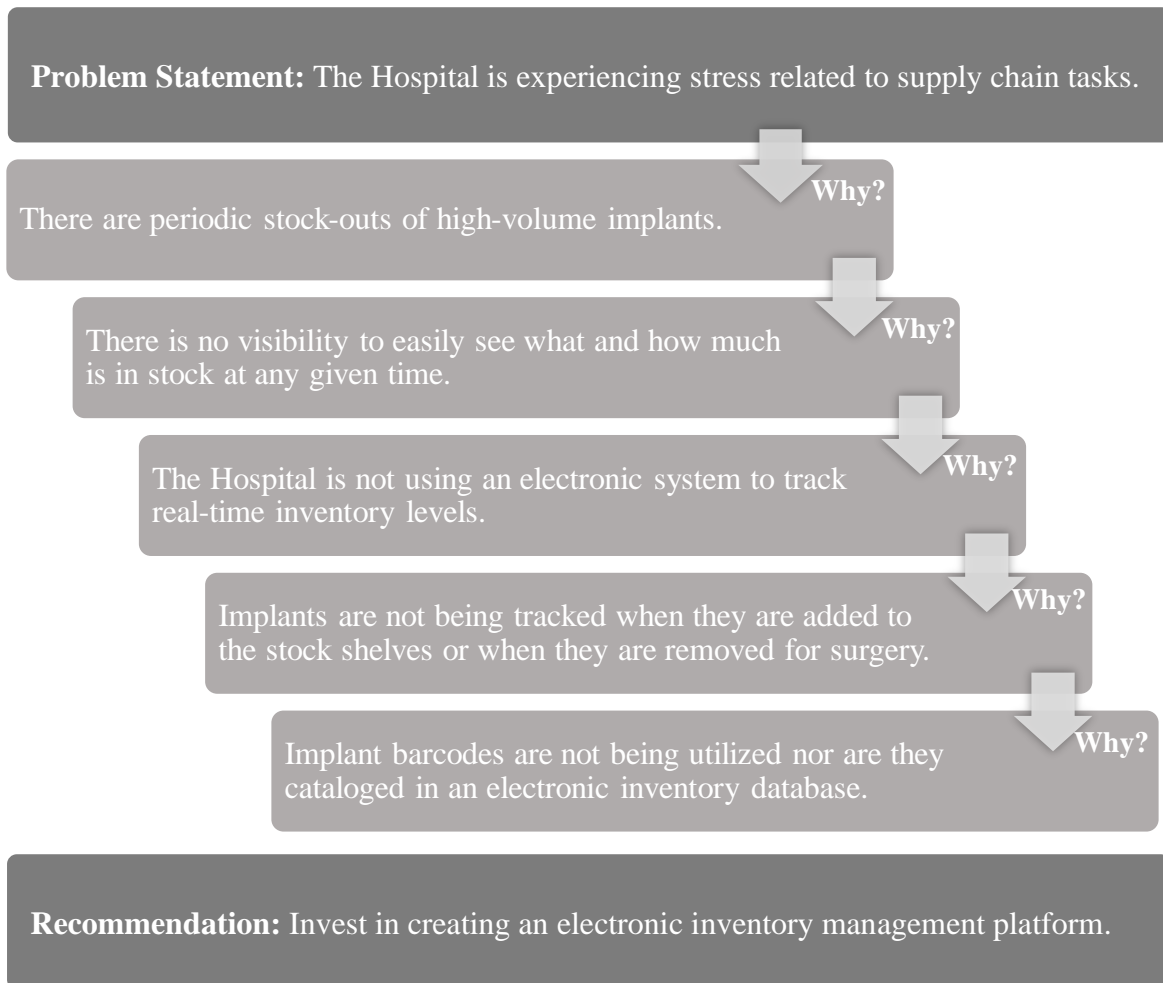 Problem Statement: The Hospital is experiencing stress related to supply chain tasks.
Why?
There are periodic stock-outs of high-volume implants.
Why?
There is no visibility to easily see what and how much
is in stock at any given time.
Why?
The Hospital is not using an electronic system to track
real-time inventory levels.
Why?
Implants are not being tracked when they are added to
the stock shelves or when they are removed for surgery.
Why?
Implant barcodes are not being utilized nor are they
cataloged in an electronic inventory database.
Recommendation: Invest in creating an electronic inventory management platform.